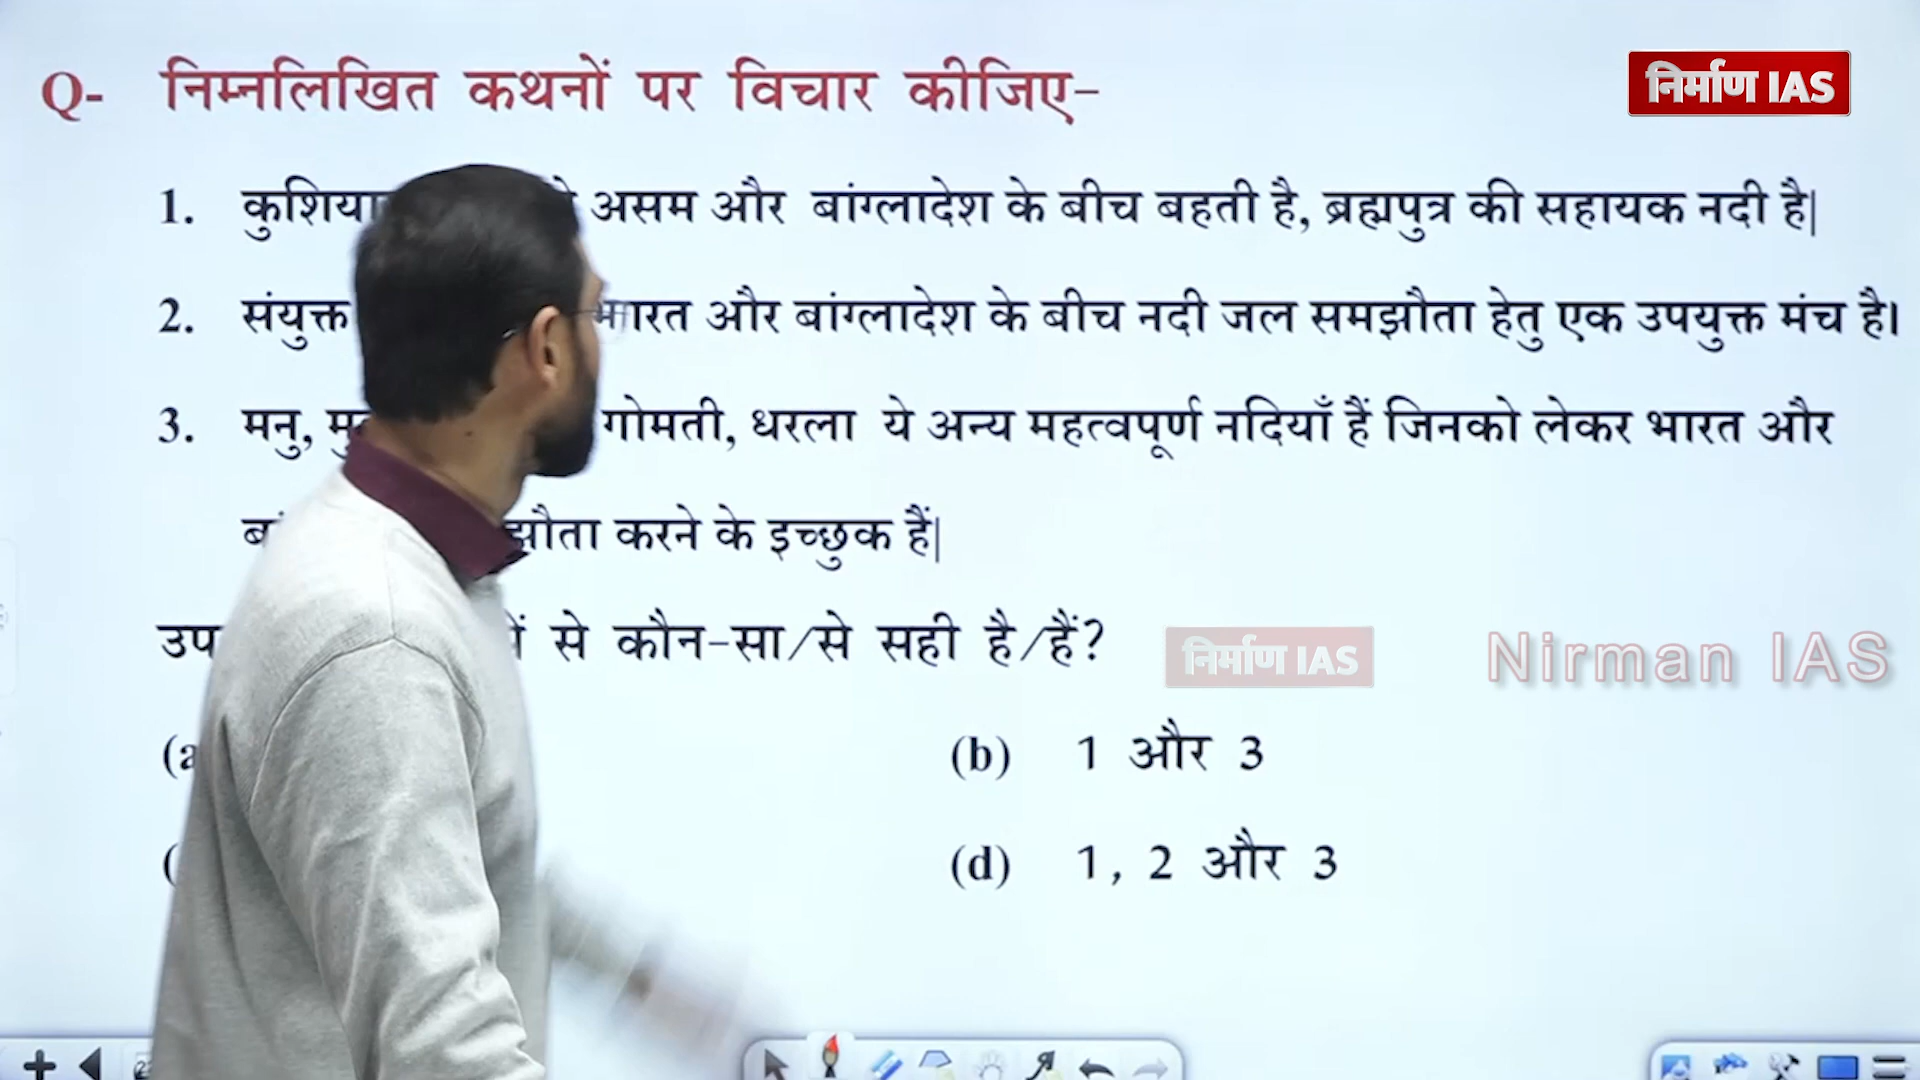 Q- निम्नलिखित कथनों पर विचार कीजिए-
निर्माण IAS
1. असम और बांग्लादेश के बीच बहती है, ब्रह्मपुत्र की सहायक नदी है|
2. संयुक्त भारत और बांग्लादेश के बीच नदी जल समझौता हेतु एक उपयुक्त मंच है।
3. मनु, गोमती, धरला ये अन्य महत्वपूर्ण नदियाँ हैं जिनको लेकर भारत और
करने के इच्छुक हैं|
से कौन-सा/से सही है/हैं?
निर्माण IAS
Nirman IAS
(b) 1 और 3
(d) 1, 2 और 3